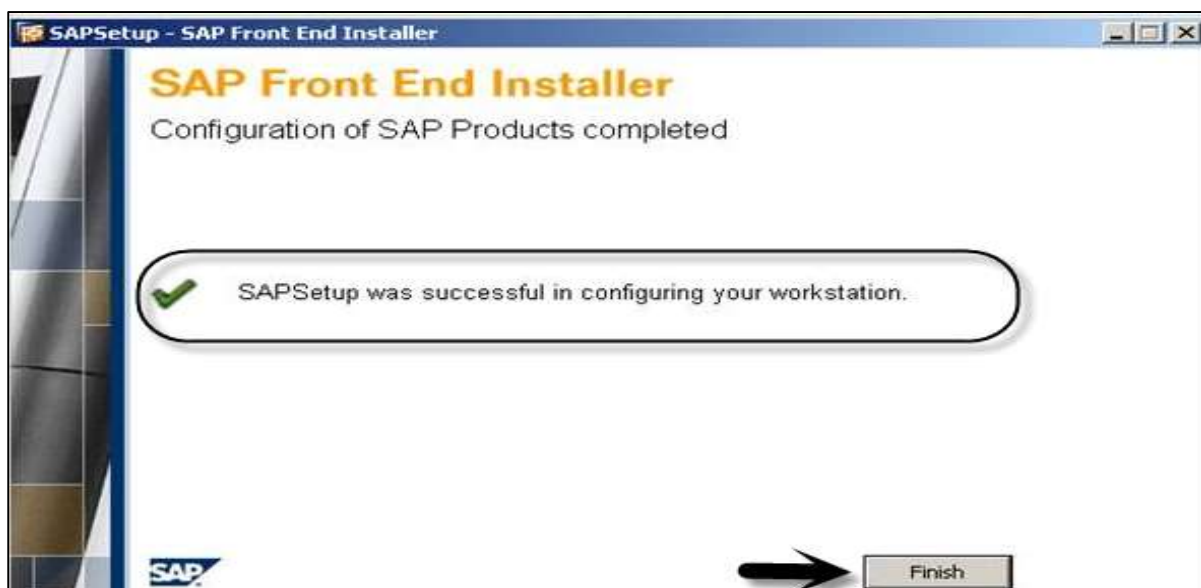 SAPSetup - SAP Front End Installer
SAP Front End Installer
Configuration of SAP Products completed
SAPSetup was successful in configuring your workstation.
SAP
Finish